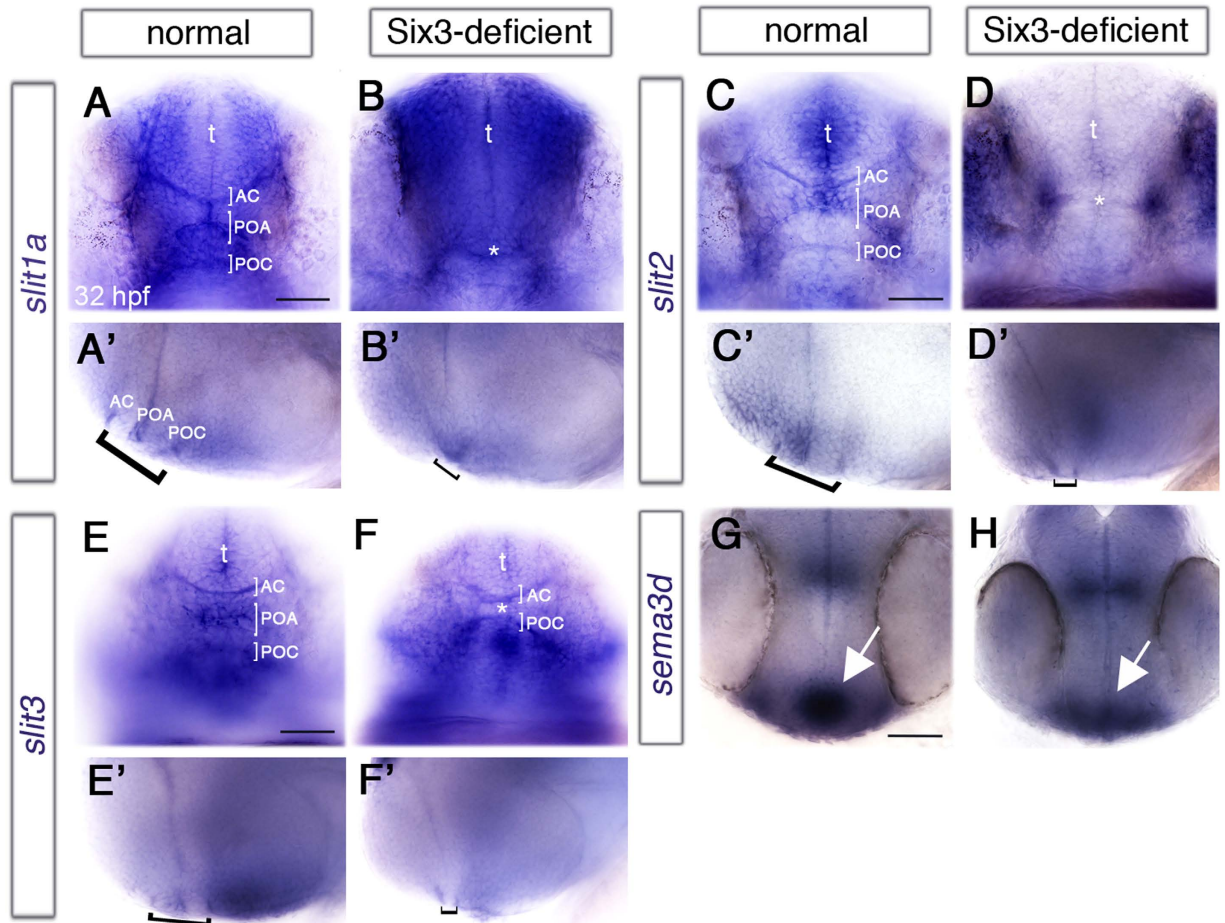 normal
Six3-deficient
normal
Six3-deficient
slit1a
A
t
AC
POA
POC
32 hpf
B
t
*
slit2
C
t
AC
POA
POC
D
t
*
A’
AC
POA
POC
B’
C’
D’
slit3
E
t
AC
POA
POC
F
t
AC
*
POC
sema3d
G
H
E’
F’